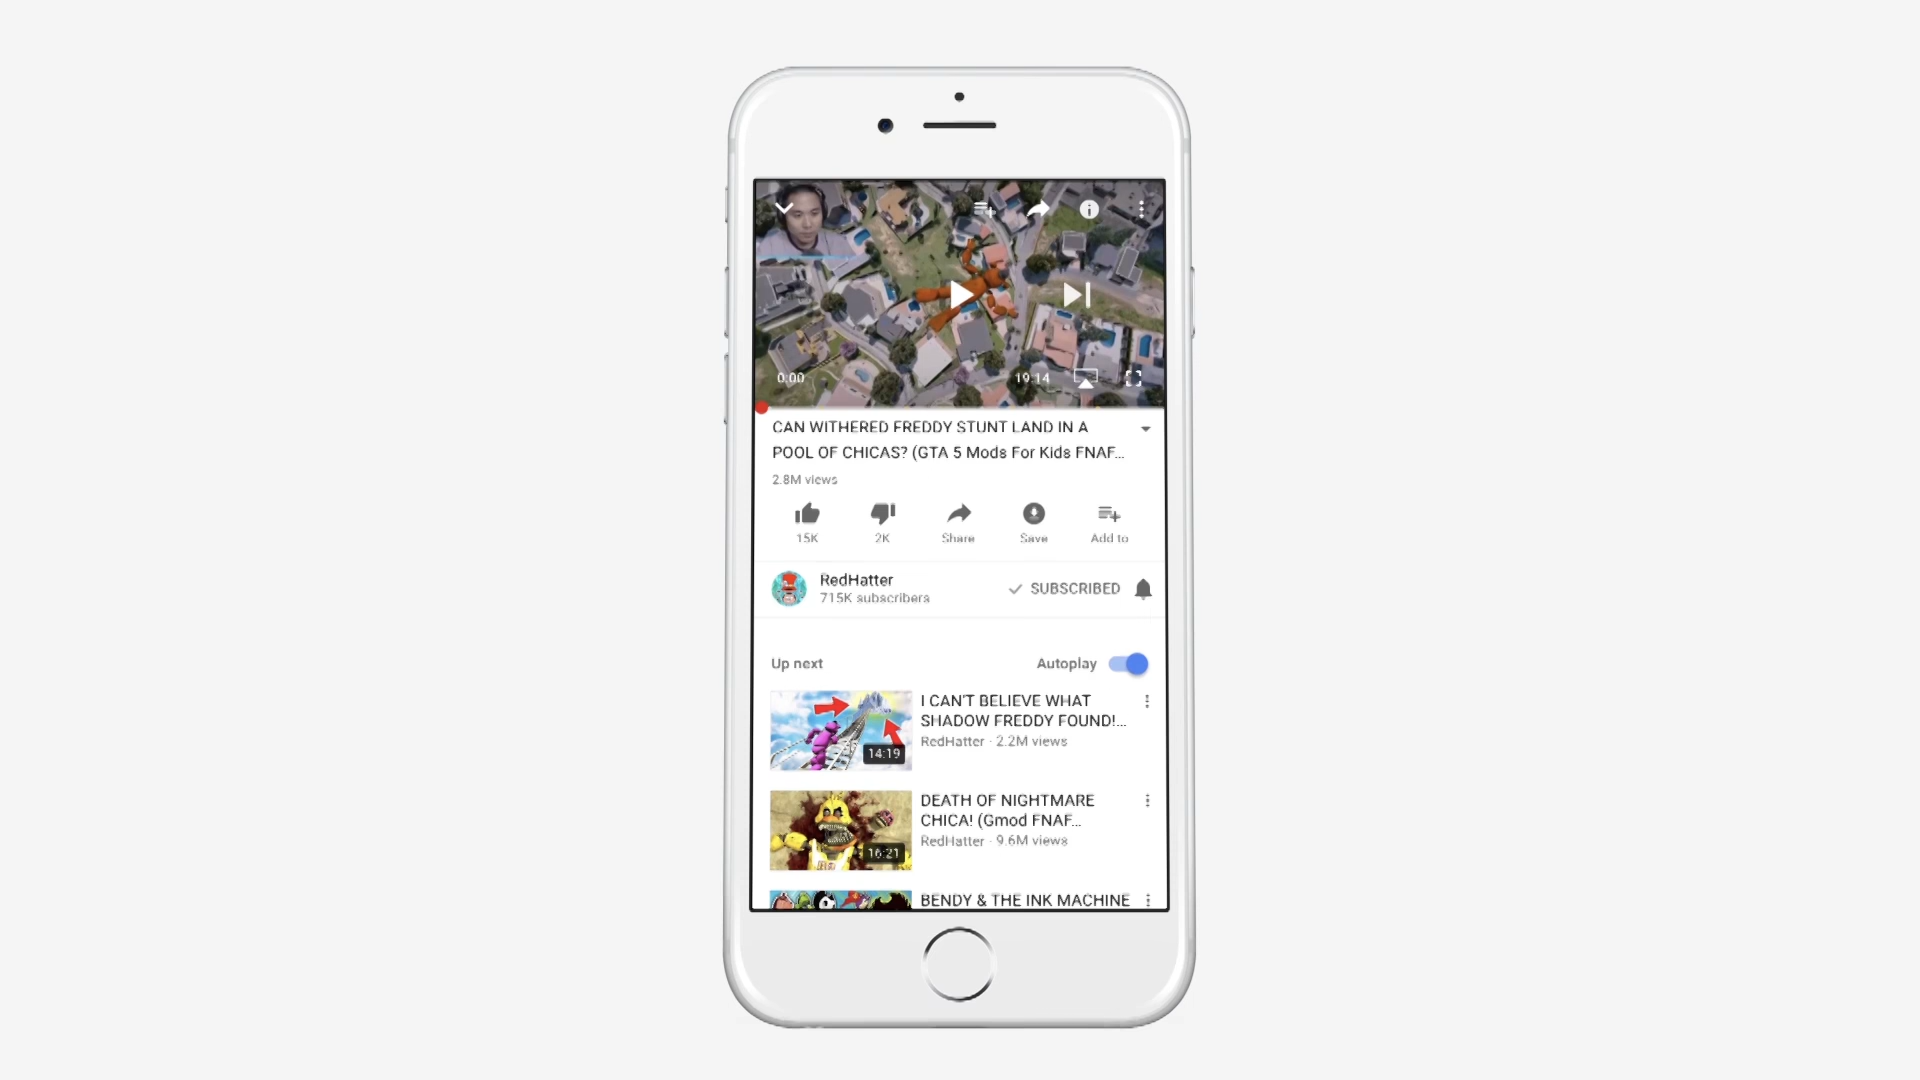 0:00
19:14
CAN WITHERED FREDDY STUNT LAND IN A
POOL OF CHICAS? (GTA 5 Mods For Kids FNAF...
2.8M views
15K
2K
Share
Save
Add to
RedHatter
715K subscribers
SUBSCRIBED
Up next
Autoplay
14:19
I CAN'T BELIEVE WHAT
SHADOW FREDDY FOUND!...
RedHatter · 2.2M views
16:21
DEATH OF NIGHTMARE
CHICA! (Gmod FNAF...
RedHatter · 9.6M views
BENDY & THE INK MACHINE